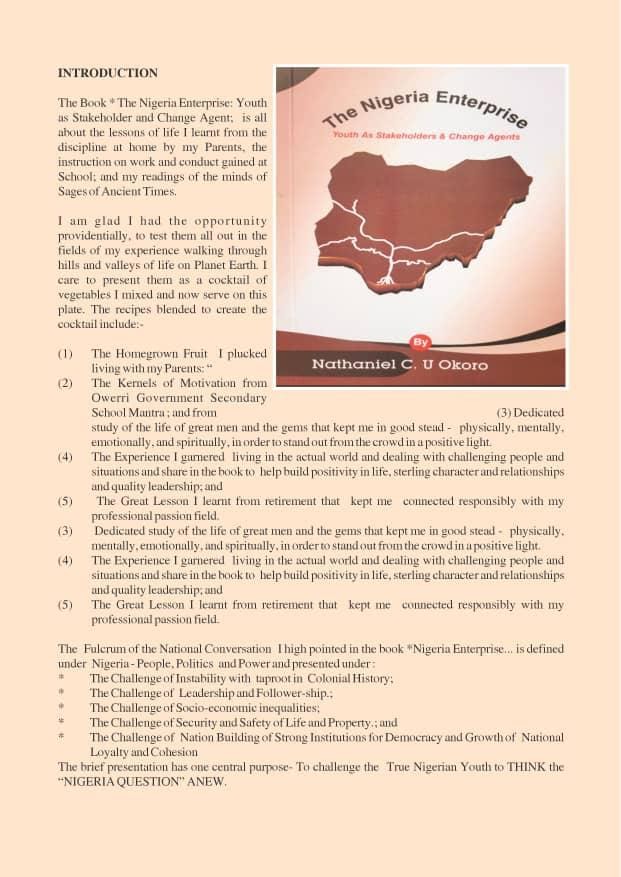 INTRODUCTION
The Book * The Nigeria Enterprise: Youth
as Stakeholder and Change Agent;  is all
about the lessons of life I learnt from the
discipline at home by my Parents, the
instruction on work and conduct gained at
School; and my readings of the minds of
Sages of Ancient Times.
I am glad I had the opportunity
providentially, to test them all out in the
fields of my experience walking through
hills and valleys of life on Planet Earth. I
care to present them as a cocktail of
vegetables I mixed and now serve on this
plate. The recipes blended to create the
cocktail include:-
The Nigeria Enterprise
Youth As Stakeholders & Change Agents
By
Nathaniel C. U Okoro
(1) The Homegrown Fruit  I plucked
living with my Parents: “
(2) The Kernels of Motivation from
Owerri Government Secondary
School Mantra ; and from (3) Dedicated
study of the life of great men and the gems that kept me in good stead -  physically, mentally,
emotionally, and spiritually, in order to stand out from the crowd in a positive light.
(4) The Experience I garnered  living in the actual world and dealing with challenging people and
situations and share in the book to  help build positivity in life, sterling character and relationships
and quality leadership; and
(5) The Great Lesson I learnt from retirement that  kept me  connected responsibly with my
professional passion field.
(3) Dedicated study of the life of great men and the gems that kept me in good stead -  physically,
mentally, emotionally, and spiritually, in order to stand out from the crowd in a positive light.
(4) The Experience I garnered  living in the actual world and dealing with challenging people and
situations and share in the book to  help build positivity in life, sterling character and relationships
and quality leadership; and
(5) The Great Lesson I learnt from retirement that  kept me  connected responsibly with my
professional passion field.
The  Fulcrum of the National Conversation  I high pointed in the book *Nigeria Enterprise... is defined
under  Nigeria - People, Politics  and Power and presented under :
* The Challenge of Instability with  taproot in  Colonial History;
* The Challenge of  Leadership and Follower-ship.;
* The Challenge of Socio-economic inequalities;
* The Challenge of Security and Safety of Life and Property.; and
* The Challenge of  Nation Building of Strong Institutions for Democracy and Growth of  National
Loyalty and Cohesion
The brief presentation has one central purpose- To challenge the  True Nigerian Youth to THINK the
“NIGERIA QUESTION” ANEW.